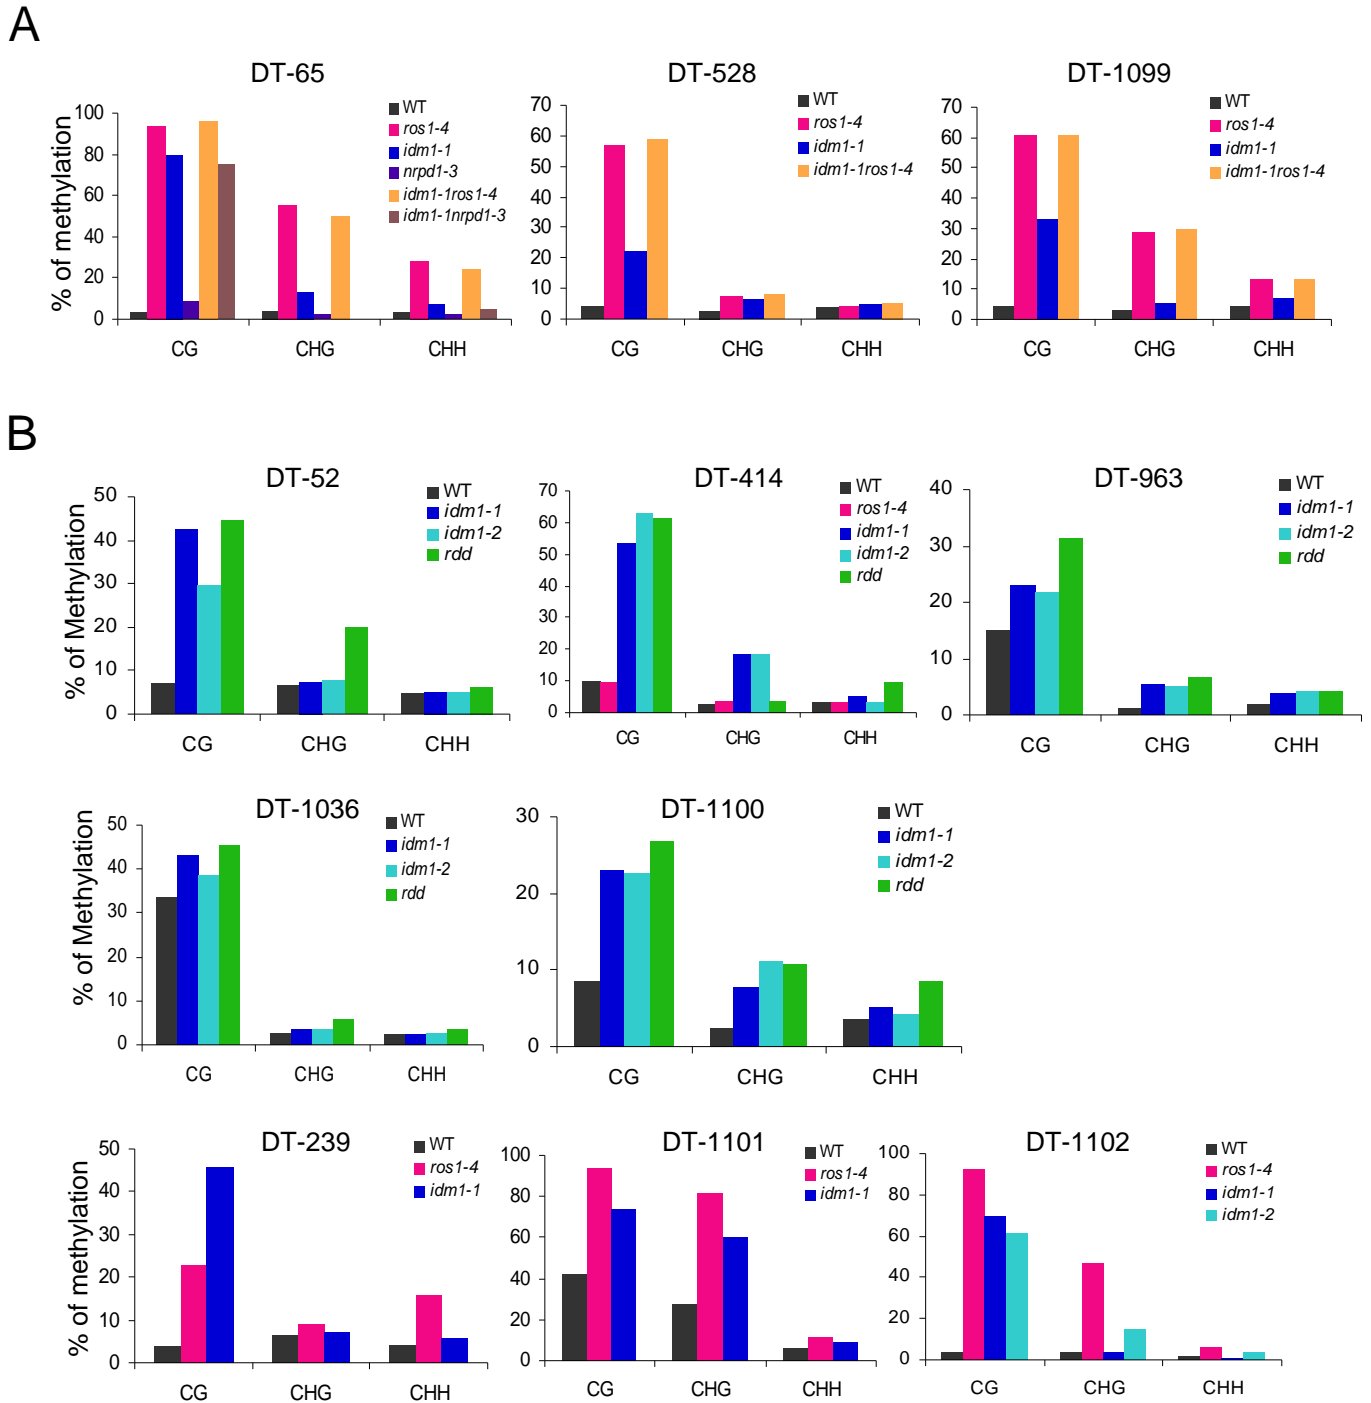 A
DT-65
% of methylation
100
80
60
40
20
0
CG
CHG
CHH
WT
ros1-4
idm1-1
nrpd1-3
idm1-1ros1-4
idm1-1nrpd1-3
DT-528
70
60
50
40
30
20
10
0
CG
CHG
CHH
WT
ros1-4
idm1-1
idm1-1ros1-4
DT-1099
70
60
50
40
30
20
10
0
CG
CHG
CHH
WT
ros1-4
idm1-1
idm1-1ros1-4
B
DT-52
% of Methylation
50
40
30
20
10
0
CG
CHG
CHH
WT
idm1-1
idm1-2
rdd
DT-414
70
60
50
40
30
20
10
0
CG
CHG
CHH
WT
ros1-4
idm1-1
idm1-2
rdd
DT-963
40
30
20
10
0
CG
CHG
CHH
WT
idm1-1
idm1-2
rdd
DT-1036
% of Methylation
50
40
30
20
10
0
CG
CHG
CHH
WT
idm1-1
idm1-2
rdd
DT-1100
30
20
10
0
CG
CHG
CHH
WT
idm1-1
idm1-2
rdd
DT-239
% of methylation
50
40
30
20
10
0
CG
CHG
CHH
WT
ros1-4
idm1-1
DT-1101
100
80
60
40
20
0
CG
CHG
CHH
WT
ros1-4
idm1-1
DT-1102
100
80
60
40
20
0
CG
CHG
CHH
WT
ros1-4
idm1-1
idm1-2